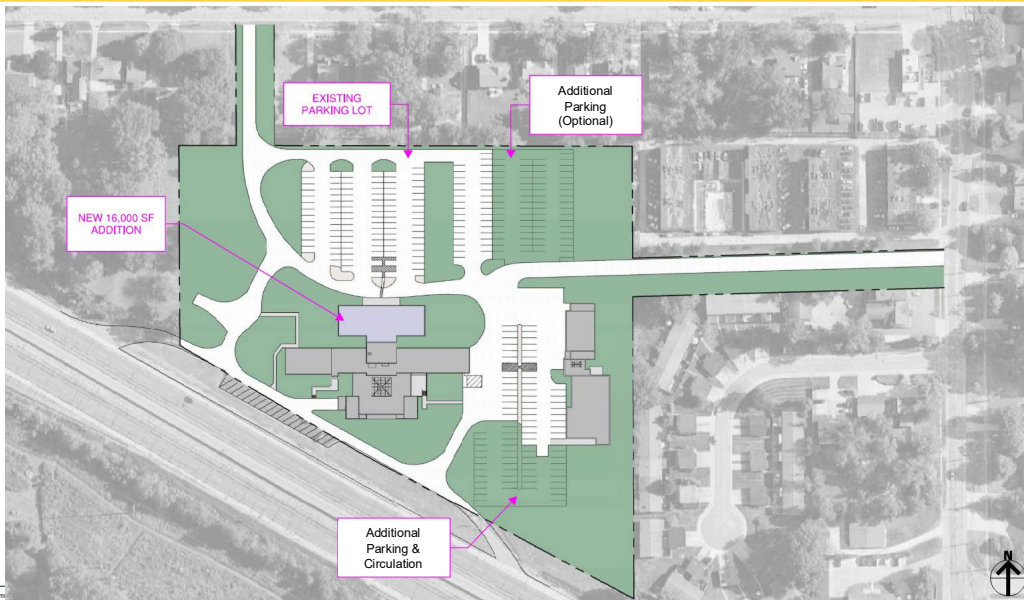 EXISTING
PARKING LOT
Additional
Parking
(Optional)
NEW 16,000 SF
ADDITION
Additional
Parking &
Circulation
N